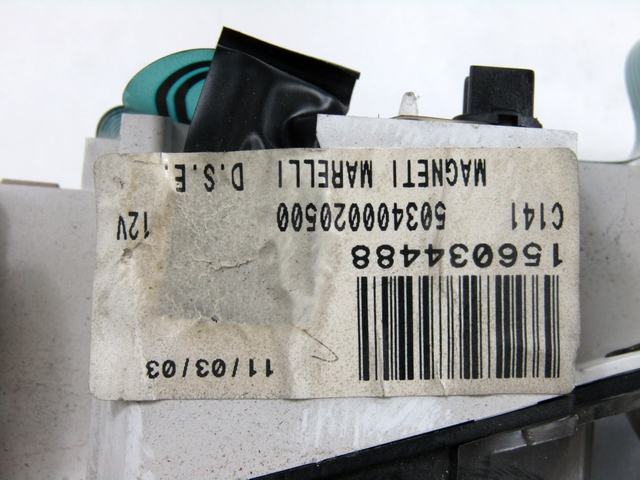 11/03/03
156034488
C141 503400020500 12V
MAGNETI MARELLI D.S.E.